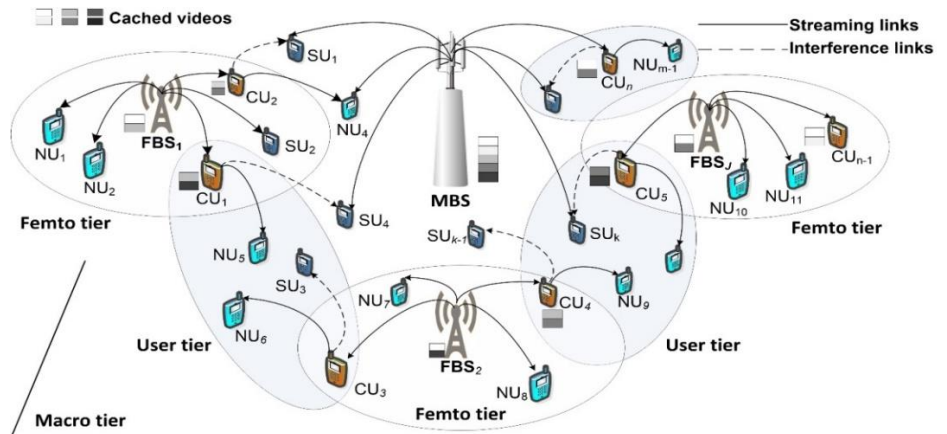 Cached videos
Streaming links
Interference links
SU1
CUn
NUm-1
CU2
NU4
FBS1
NU1
NU2
SU2
CU1
MBS
FBSJ
CUn-1
CU5
NU10
NU11
Femto tier
Femto tier
SU4
SUk
SUk-1
NU5
SU3
NU6
NU7
CU4
NU9
User tier
User tier
FBS2
CU3
NU8
Femto tier
Macro tier